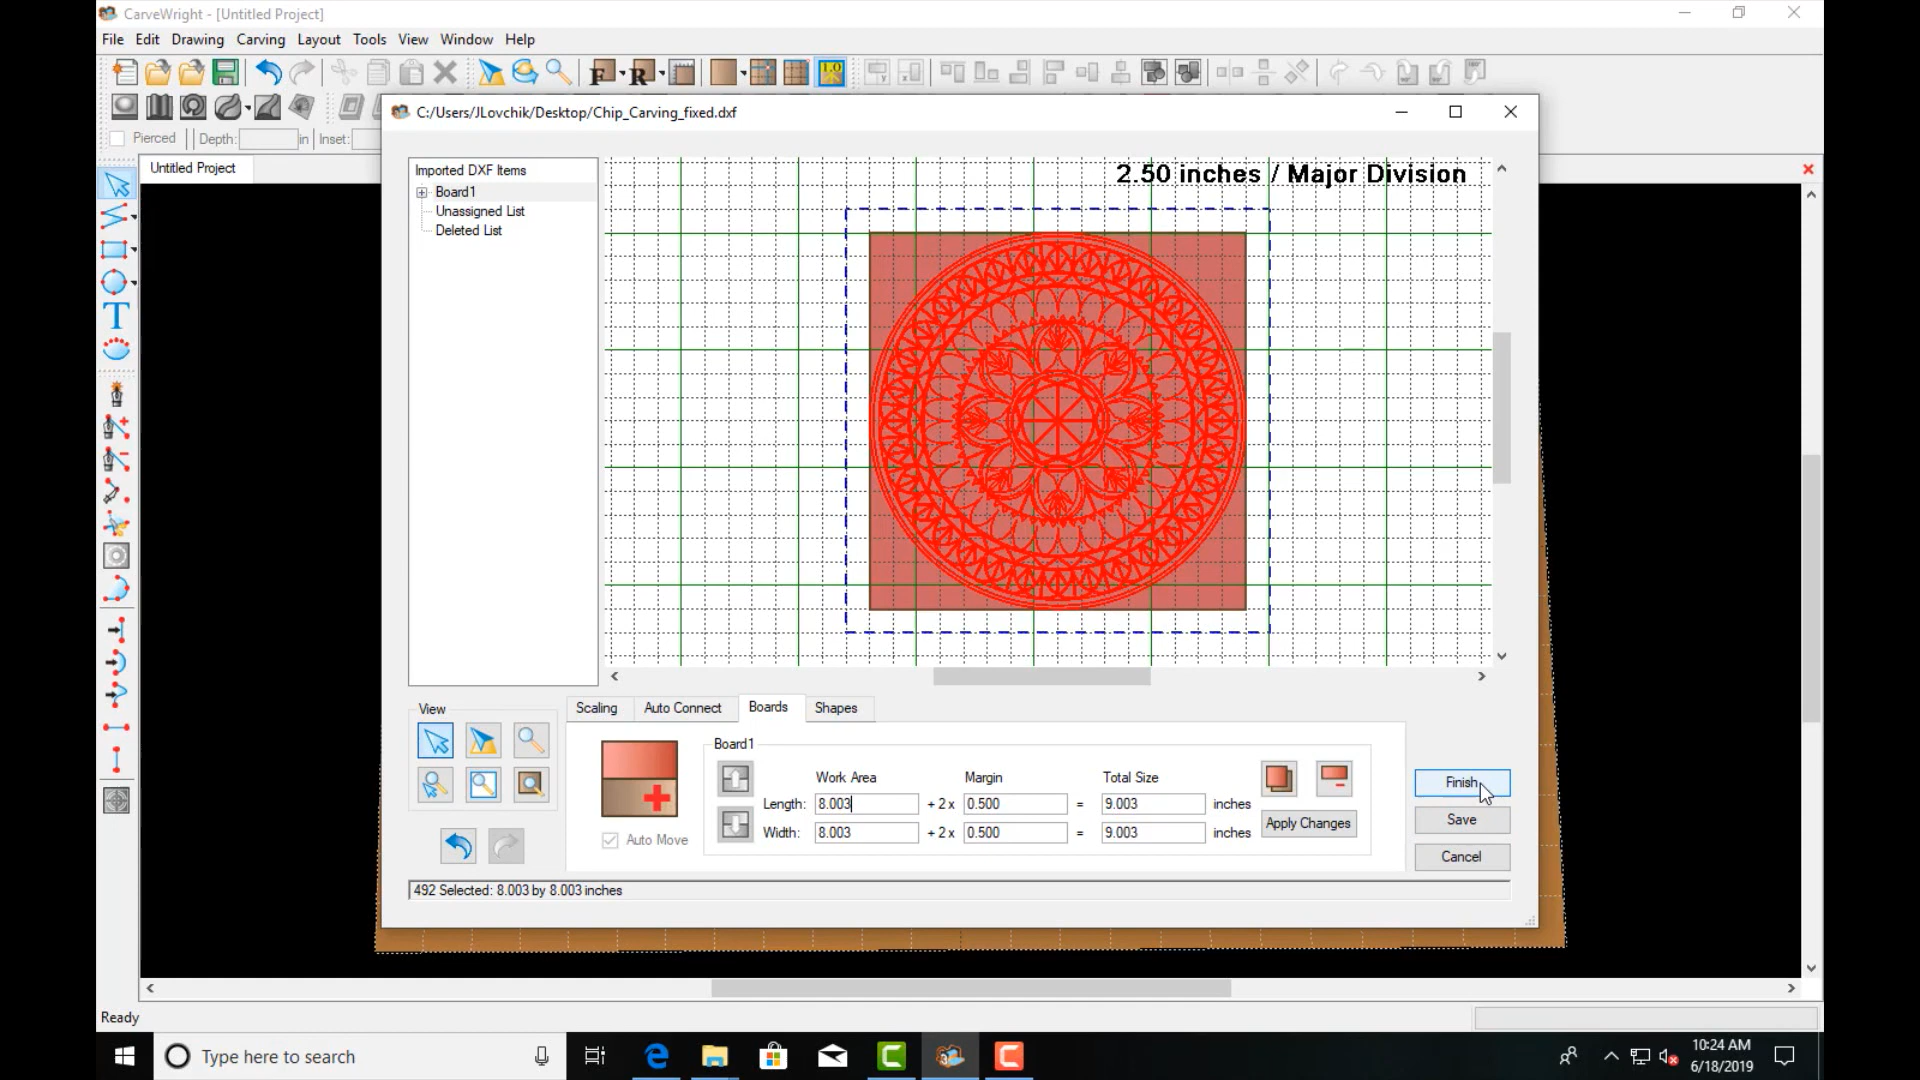 CarveWright - [Untitled Project]
File Edit Drawing Carving Layout Tools View Window Help
F R 1.0
Pierced Depth: in Inset:
Untitled Project
C:/Users/JLovchik/Desktop/Chip_Carving_fixed.dxf
Imported DXF Items
Board1
Unassigned List
Deleted List
2.50 inches / Major Division
T
View
Scaling Auto Connect Boards Shapes
Auto Move
Board1
Work Area Margin Total Size
Length: 8.003 + 2 x 0.500 = 9.003 inches
Width: 8.003 + 2 x 0.500 = 9.003 inches
Apply Changes
Finish
Save
Cancel
492 Selected: 8.003 by 8.003 inches
Ready
Type here to search
10:24 AM
6/18/2019